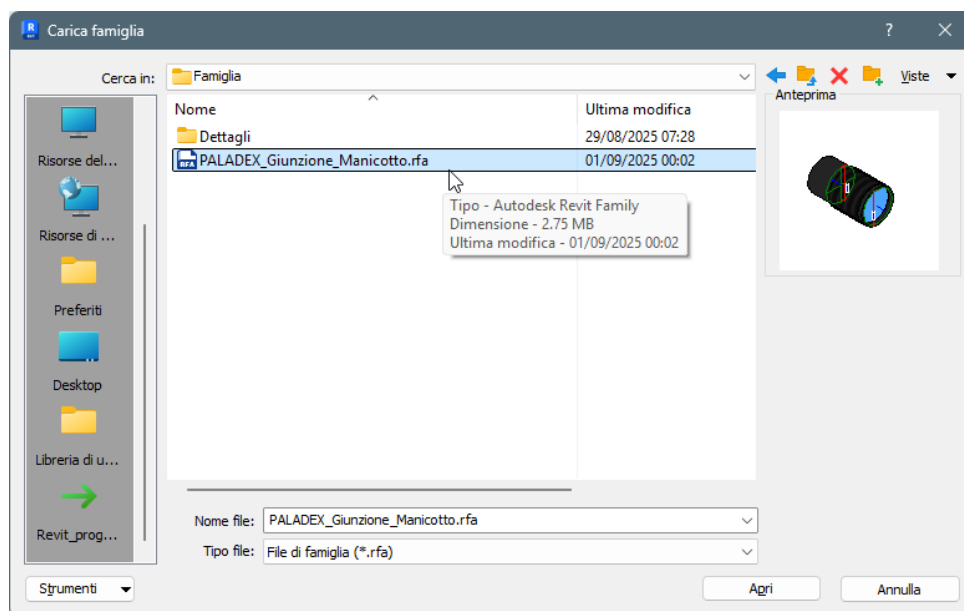 Carica famiglia
Cerca in:
Famiglia
Viste
Nome
Ultima modifica
Anteprima
Dettagli
29/08/2025 07:28
PALADEX_Giunzione_Manicotto.rfa
01/09/2025 00:02
Tipo - Autodesk Revit Family
Dimensione - 2.75 MB
Ultima modifica - 01/09/2025 00:02
Risorse del...
Risorse di ...
Preferiti
Desktop
Libreria di u...
Revit_prog...
Nome file:
PALADEX_Giunzione_Manicotto.rfa
Tipo file:
File di famiglia (*.rfa)
Strumenti
Apri
Annulla